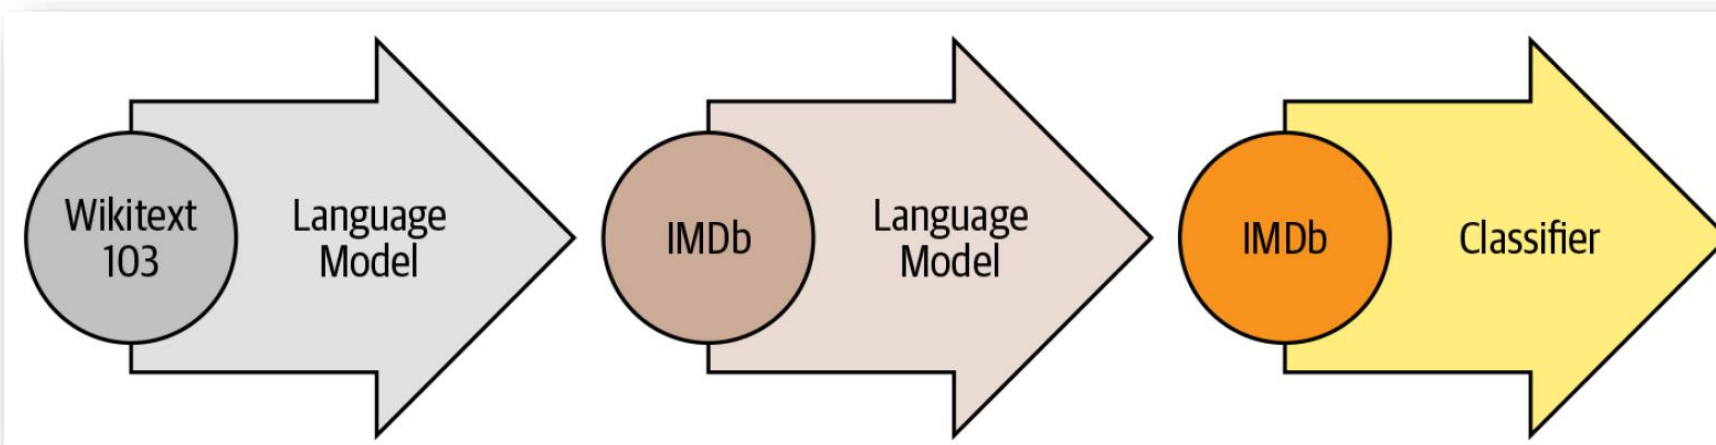 Wikitext
103
Language
Model
IMDb
Language
Model
IMDb
Classifier